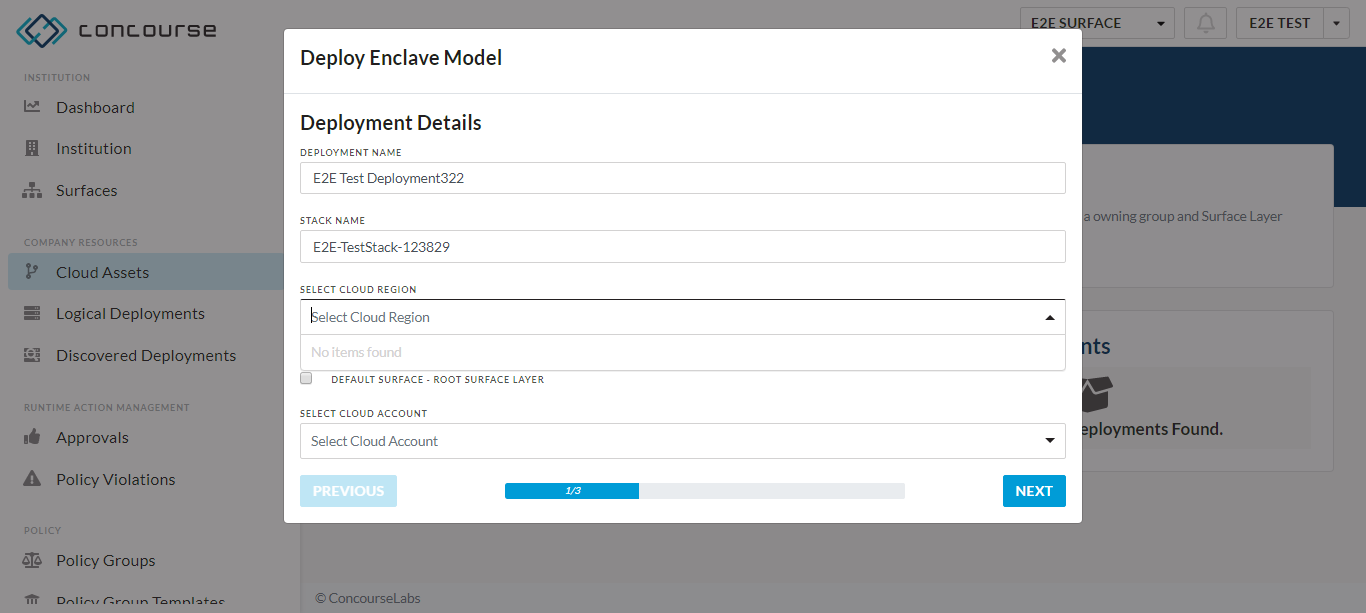 concourse
E2E SURFACE
E2E TEST
INSTITUTION
Dashboard
Institution
Surfaces
COMPANY RESOURCES
Cloud Assets
Logical Deployments
Discovered Deployments
RUNTIME ACTION MANAGEMENT
Approvals
Policy Violations
POLICY
Policy Groups
Policy Group Templates
Deploy Enclave Model
Deployment Details
DEPLOYMENT NAME
E2E Test Deployment322
STACK NAME
E2E-TestStack-123829
SELECT CLOUD REGION
Select Cloud Region
No items found
DEFAULT SURFACE - ROOT SURFACE LAYER
SELECT CLOUD ACCOUNT
Select Cloud Account
PREVIOUS
1/3
NEXT
a owning group and Surface Layer
nts
eployments Found.
© ConcourseLabs